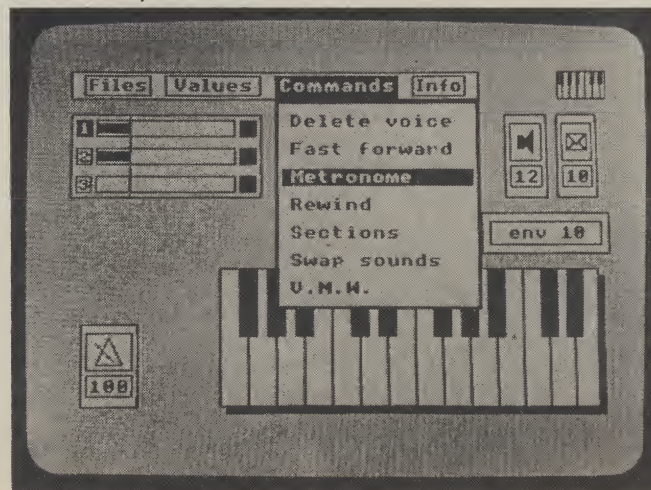 Files Values Commands Info
1
2
3
Delete voice
Fast forward
Metronome
Rewind
Sections
Swap sounds
V.M.W.
12 10
env 10
100